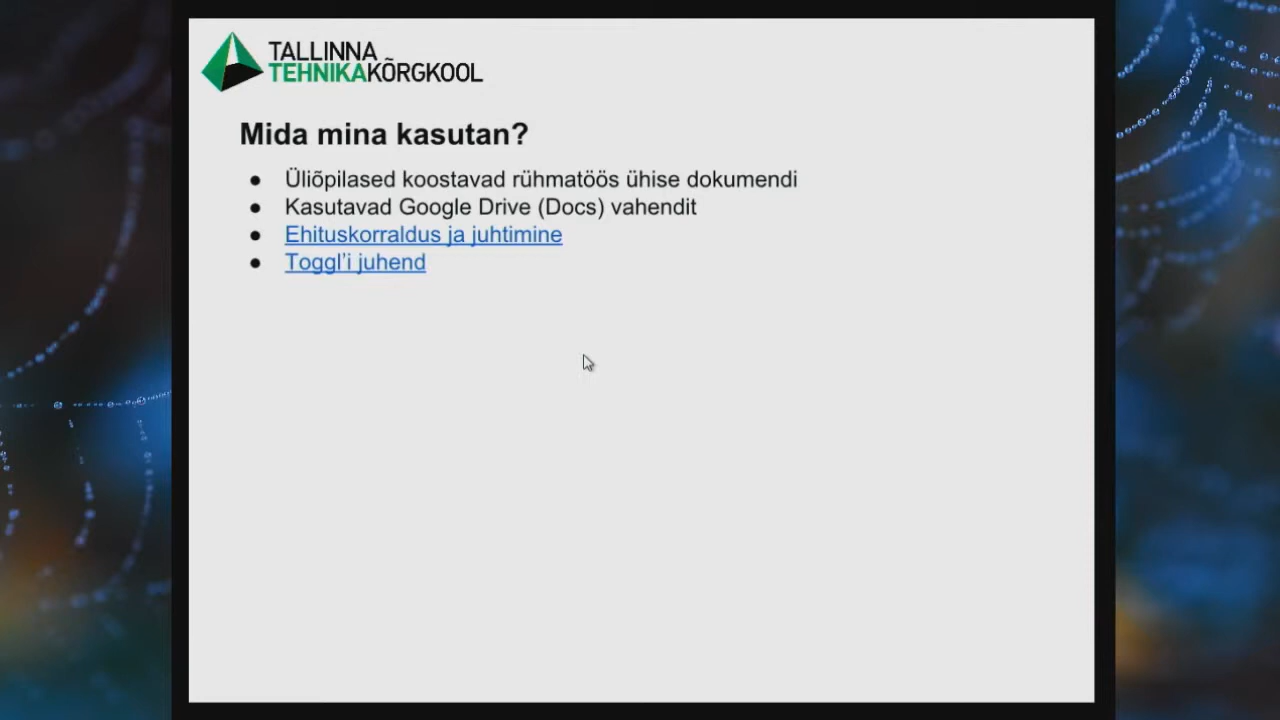 TALLINNA
TEHNIKAKÕRGKOOL
Mida mina kasutan?
● Üliõpilased koostavad rühmatöös ühise dokumendi
● Kasutavad Google Drive (Docs) vahendit
● Ehituskorraldus ja juhtimine
● Toggl'i juhend